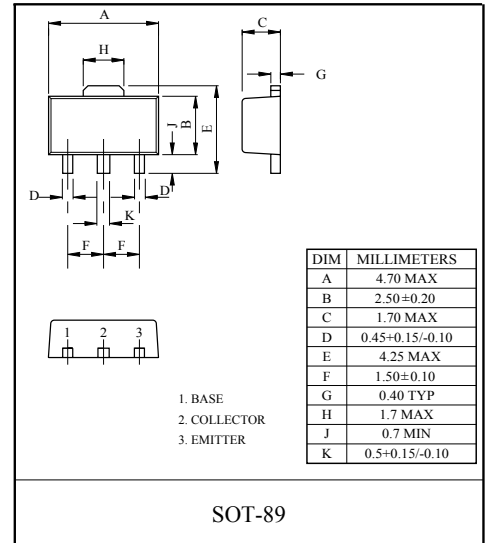 A
H
C
G
J
B
E
D
D
K
F
F
DIM MILLIMETERS
A 4.70 MAX
B 2.50±0.20
C 1.70 MAX
D 0.45+0.15/-0.10
E 4.25 MAX
F 1.50±0.10
G 0.40 TYP
H 1.7 MAX
J 0.7 MIN
K 0.5+0.15/-0.10
1 2 3
1. BASE
2. COLLECTOR
3. EMITTER
SOT-89